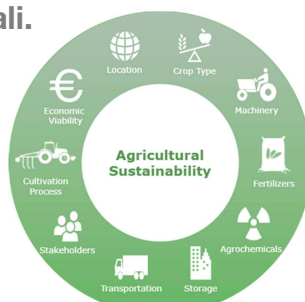 ali.
Location
Crop Type
Economic
Viability
Machinery
Agricultural
Sustainability
Cultivation
Process
Fertilizers
Stakeholders
Agrochemicals
Transportation
Storage